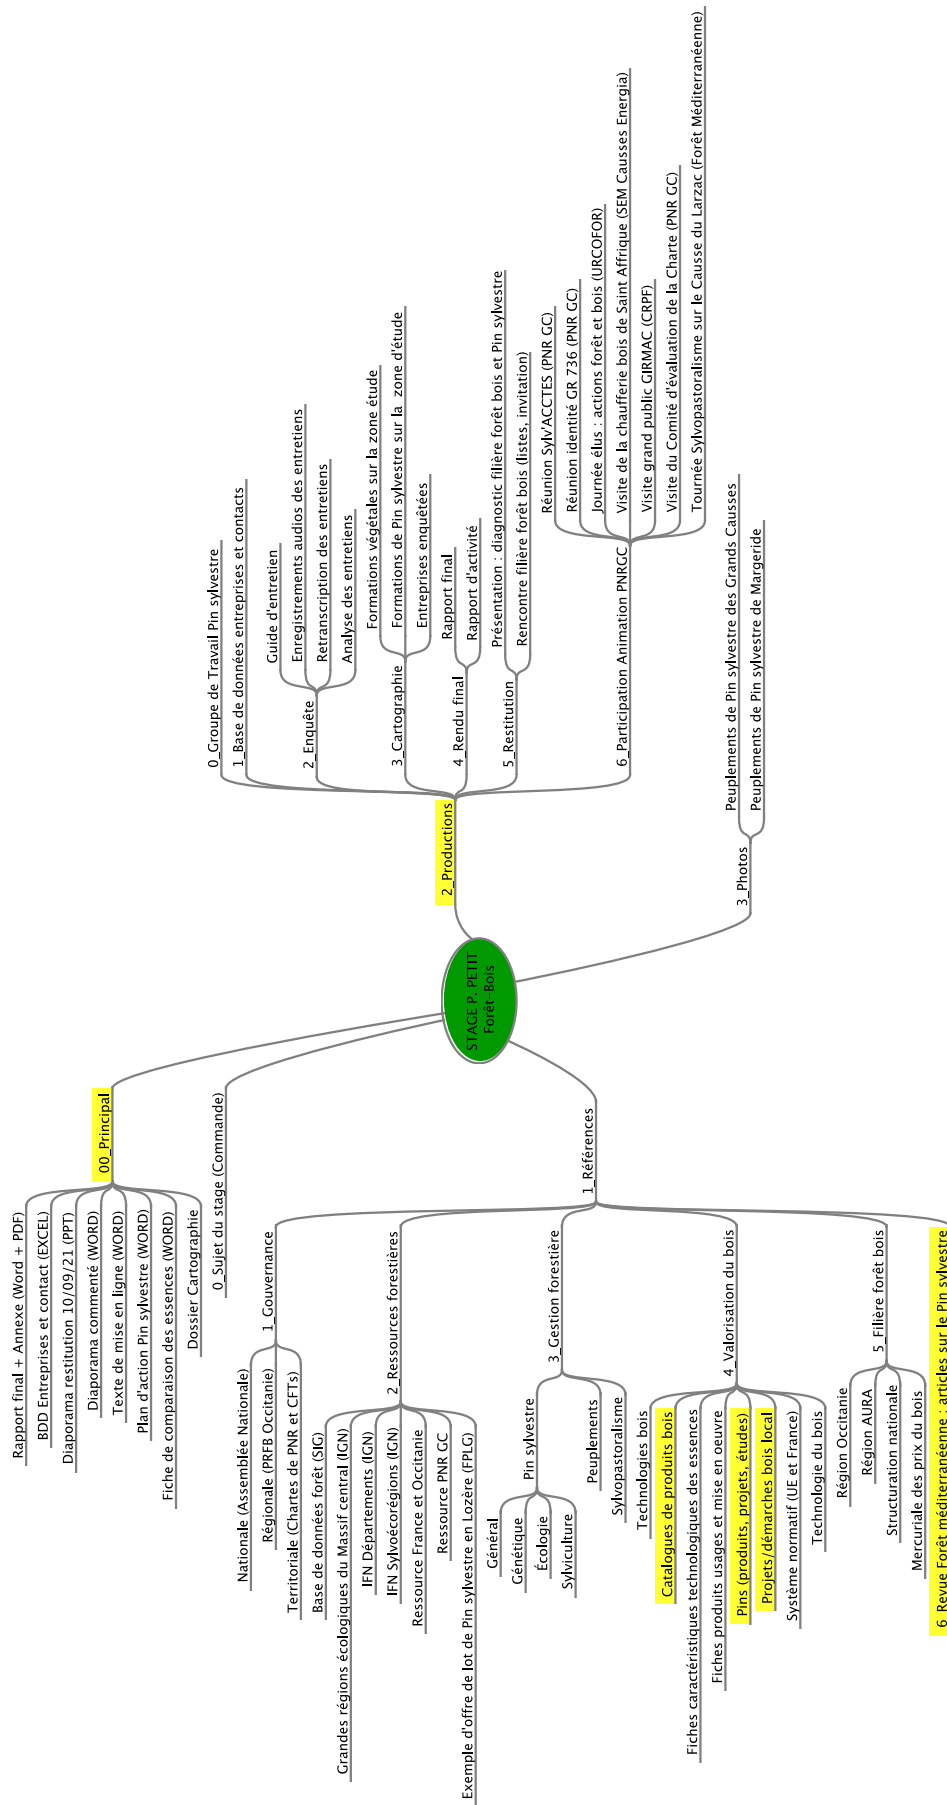 STAGE P. PETIT
Forêt-Bois
00_Principal
Rapport final + Annexe (Word + PDF)
BDD Entreprises et contact (EXCEL)
Diaporama restitution 10/09/21 (PPT)
Diaporama commenté (WORD)
Texte de mise en ligne (WORD)
Plan d'action Pin sylvestre (WORD)
Fiche de comparaison des essences (WORD)
Dossier Cartographie
0_Sujet du stage (Commande)
1_Références
1_Gouvernance
Nationale (Assemblée Nationale)
Régionale (PRFB Occitanie)
Territoriale (Chartes de PNR et CFTs)
2_Ressources forestières
Base de données forêt (SIG)
Grandes régions écologiques du Massif central (IGN)
IFN Départements (IGN)
IFN Sylvoécorégions (IGN)
Ressource France et Occitanie
Ressource PNR GC
Exemple d'offre de lot de Pin sylvestre en Lozère (FPLG)
3_Gestion forestière
Pin sylvestre
Général
Génétique
Écologie
Sylviculture
Peuplements
Sylvopastoralisme
4_Valorisation du bois
Technologies bois
Catalogues de produits bois
Fiches caractéristiques technologiques des essences
Fiches produits usages et mise en oeuvre
Pins (produits, projets, études)
Projets/démarches bois local
Système normatif (UE et France)
Technologie du bois
5_Filière forêt bois
Région Occitanie
Région AURA
Structuration nationale
Mercuriale des prix du bois
6_Revue Forêt méditerranéenne : articles sur le Pin sylvestre
2_Productions
0_Groupe de Travail Pin sylvestre
1_Base de données entreprises et contacts
2_Enquête
Guide d'entretien
Enregistrements audios des entretiens
Retranscription des entretiens
Analyse des entretiens
3_Cartographie
Formations végétales sur la zone étude
Formations de Pin sylvestre sur la  zone d'étude
Entreprises enquêtées
4_Rendu final
Rapport final
Rapport d'activité
5_Restitution
Présentation : diagnostic filière forêt bois et Pin sylvestre
Rencontre filière forêt bois (listes, invitation)
6_Participation Animation PNRGC
Réunion Sylv'ACCTES (PNR GC)
Réunion identité GR 736 (PNR GC)
Journée élus : actions forêt et bois (URCOFOR)
Visite de la chaufferie bois de Saint Affrique (SEM Causses Energia)
Visite grand public GIRMAC (CRPF)
Visite du Comité d'évaluation de la Charte (PNR GC)
Tournée Sylvopastoralisme sur le Causse du Larzac (Forêt Méditerranéenne)
3_Photos
Peuplements de Pin sylvestre des Grands Causses
Peuplements de Pin sylvestre de Margeride